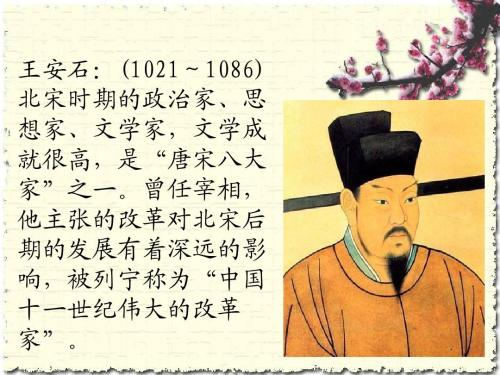 王安石：(1021～1086)
北宋时期的政治家、思
想家、文学家，文学成
就很高，是“唐宋八大
家”之一。曾任宰相，
他主张的改革对北宋后
期的发展有着深远的影
响，被列宁称为“中国
十一世纪伟大的改革
家”。